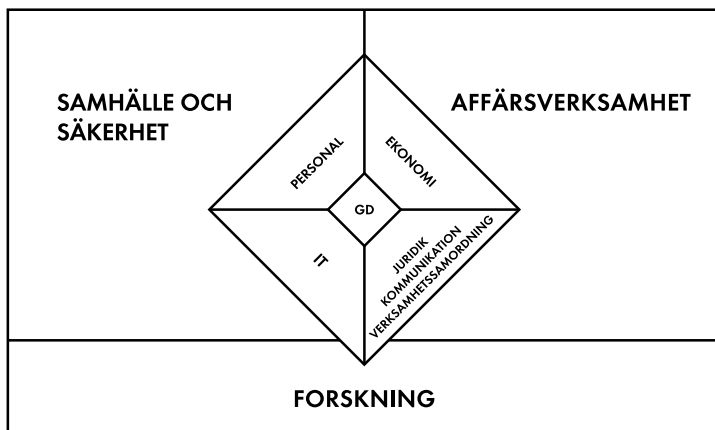 SAMHÄLLE OCH
SÄKERHET
AFFÄRSVERKSAMHET
PERSONAL
EKONOMI
GD
IT
JURIDIK
KOMMUNIKATION
VERKSAMHETSSAMORDNING
FORSKNING